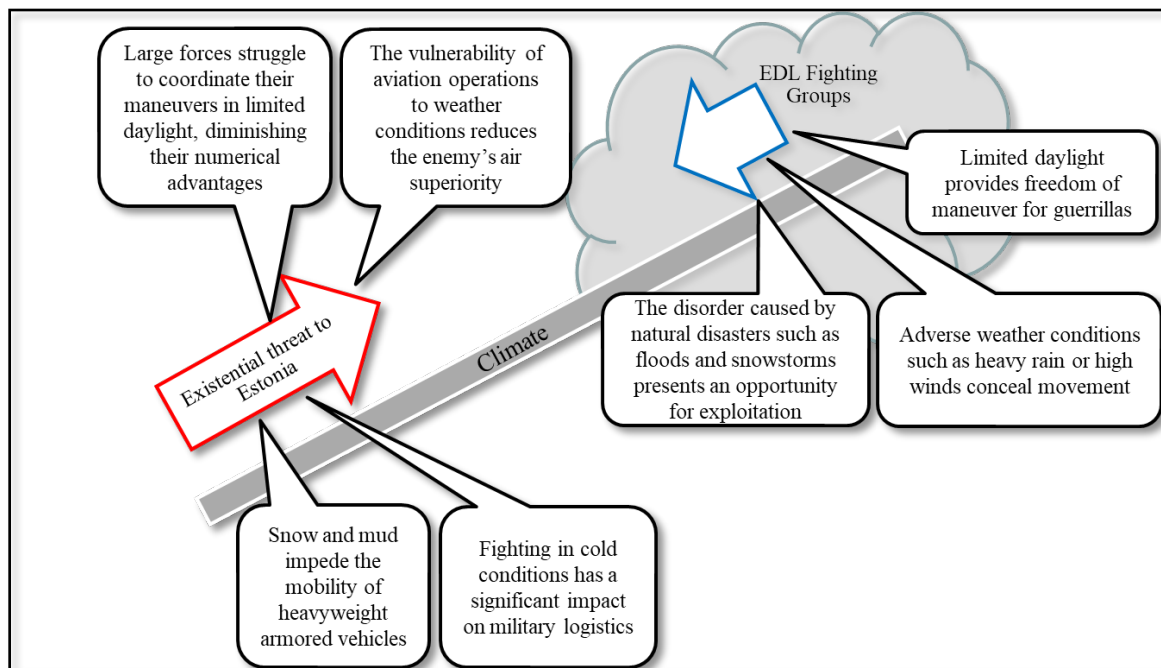 Large forces struggle
to coordinate their
maneuvers in limited
daylight, diminishing
their numerical
advantages
The vulnerability of
aviation operations
to weather
conditions reduces
the enemy’s air
superiority
EDL Fighting
Groups
Limited daylight
provides freedom of
maneuver for guerrillas
Existential threat to
Estonia
Climate
The disorder caused by
natural disasters such as
floods and snowstorms
presents an opportunity
for exploitation
Adverse weather conditions
such as heavy rain or high
winds conceal movement
Snow and mud
impede the
mobility of
heavyweight
armored vehicles
Fighting in cold
conditions has a
significant impact
on military logistics